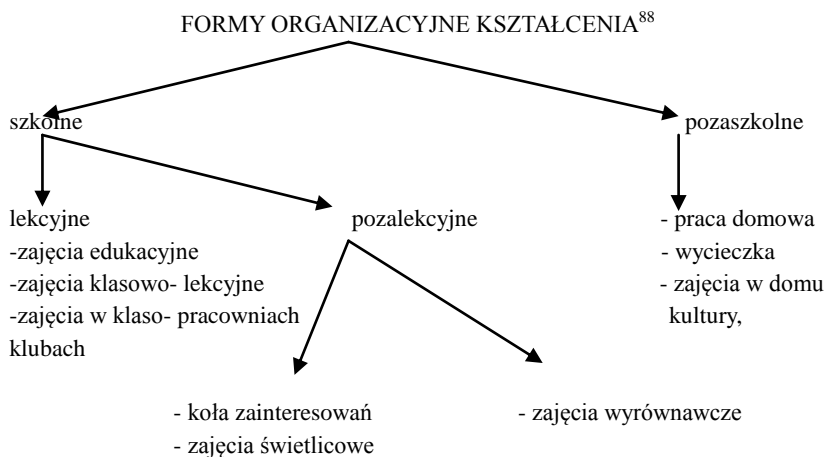 FORMY ORGANIZACYJNE KSZTAŁCENIA88
szkolne
pozaszkolne
lekcyjne
-zajęcia edukacyjne
-zajęcia klasowo- lekcyjne
-zajęcia w klaso- pracowniach
klubach
pozalekcyjne
- praca domowa
- wycieczka
- zajęcia w domu
kultury,
- koła zainteresowań
- zajęcia świetlicowe
- zajęcia wyrównawcze